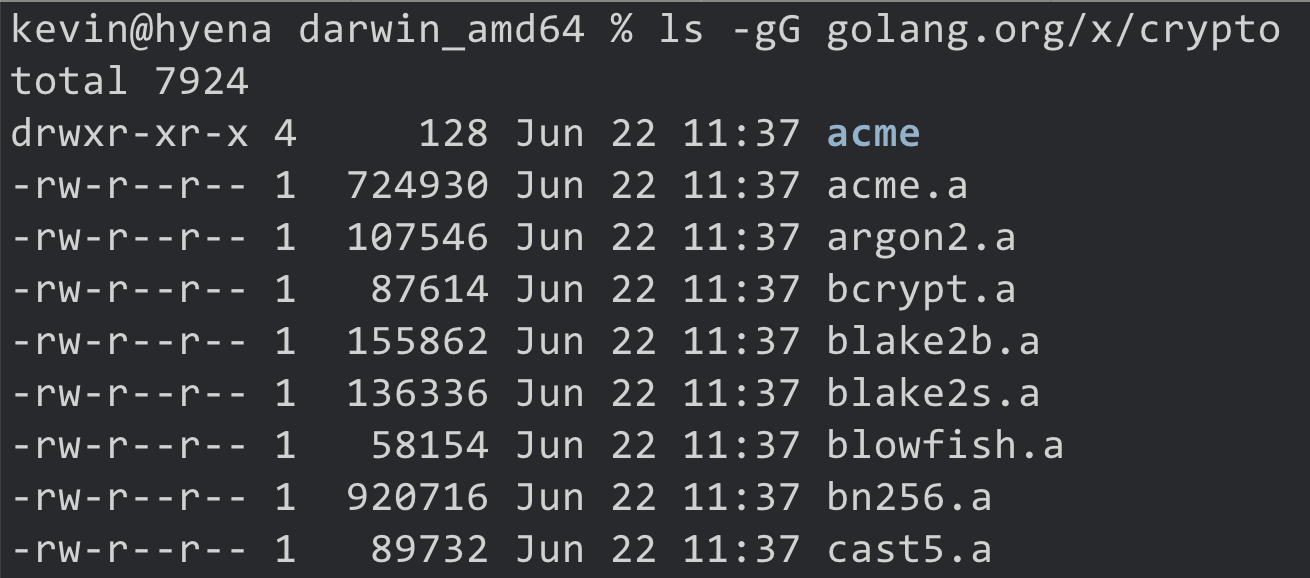 kevin@hyena darwin_amd64 % ls -gG golang.org/x/crypto
total 7924
drwxr-xr-x 4     128 Jun 22 11:37 acme
-rw-r--r-- 1  724930 Jun 22 11:37 acme.a
-rw-r--r-- 1  107546 Jun 22 11:37 argon2.a
-rw-r--r-- 1   87614 Jun 22 11:37 bcrypt.a
-rw-r--r-- 1  155862 Jun 22 11:37 blake2b.a
-rw-r--r-- 1  136336 Jun 22 11:37 blake2s.a
-rw-r--r-- 1   58154 Jun 22 11:37 blowfish.a
-rw-r--r-- 1  920716 Jun 22 11:37 bn256.a
-rw-r--r-- 1   89732 Jun 22 11:37 cast5.a